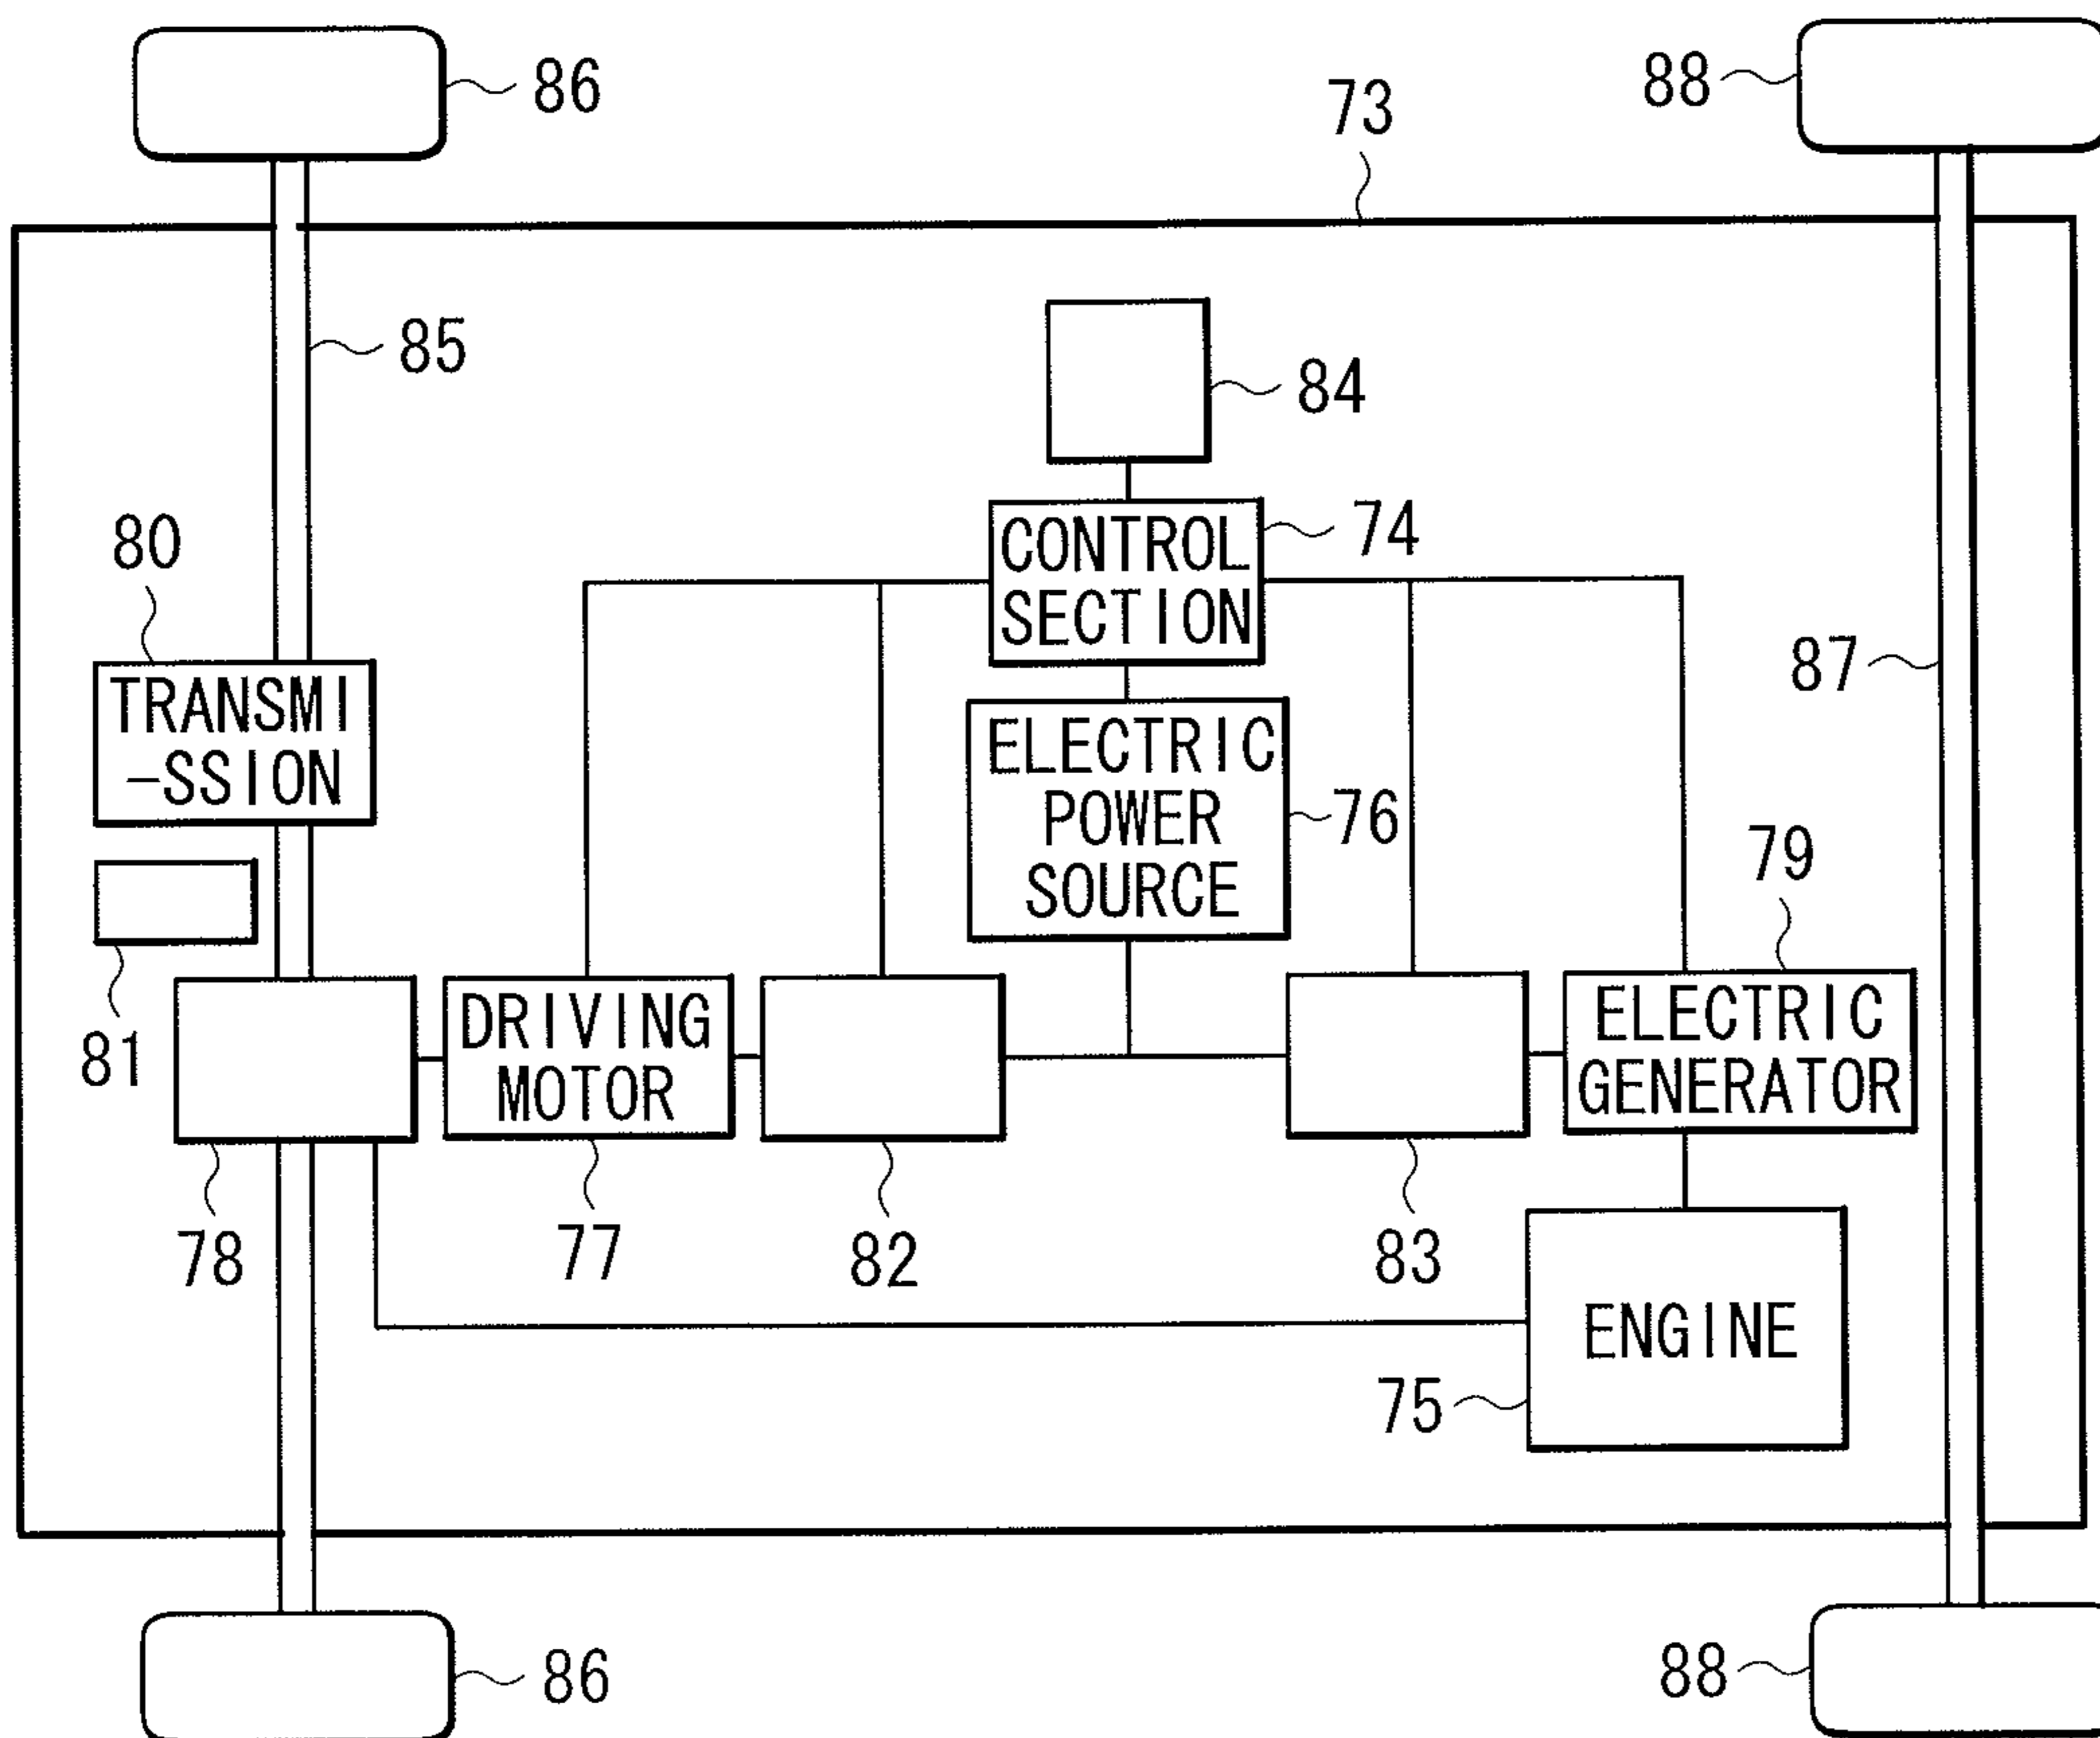 86
88
73
85
84
CONTROL
SECTION
74
80
TRANSMI
-SSION
87
ELECTRIC
POWER
SOURCE
76
79
81
DRIVING
MOTOR
ELECTRIC
GENERATOR
78
77
82
83
ENGINE
75
86
88